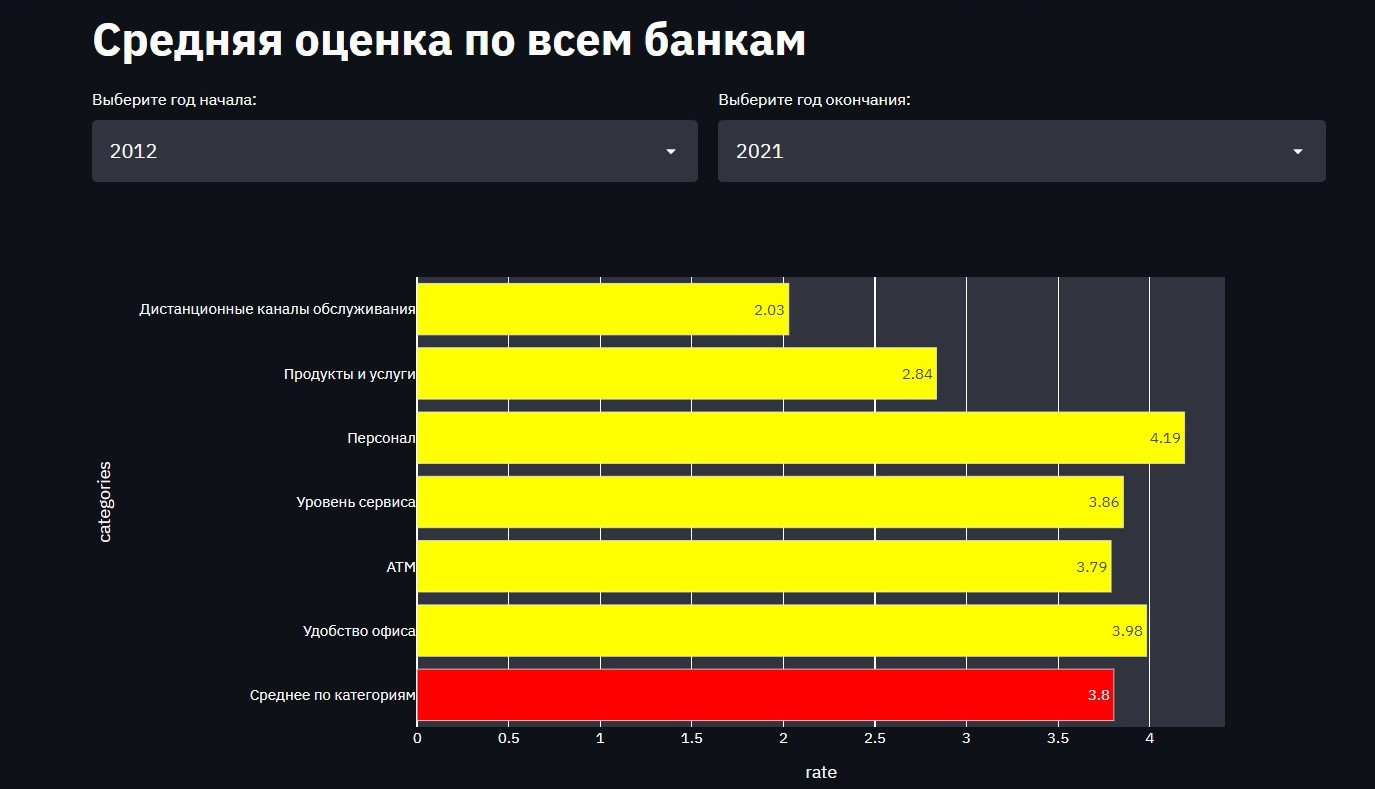 Средняя оценка по всем банкам
Выберите год начала:
Выберите год окончания:
2012
2021
Дистанционные каналы обслуживания
2.03
Продукты и услуги
2.84
Персонал
4.19
Уровень сервиса
3.86
АТМ
3.79
Удобство офиса
3.98
Среднее по категориям
3.8
categories
0 0.5 1 1.5 2 2.5 3 3.5 4
rate